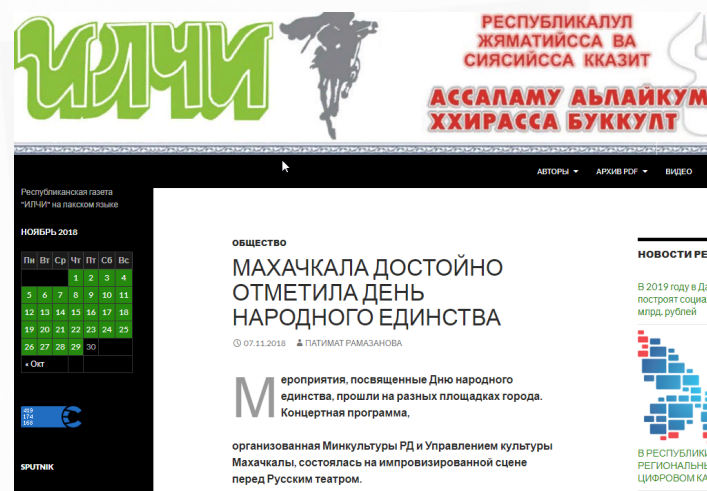 ИЛЧИ
РЕСПУБЛИКАЛУЛ
ЖЯМАТИЙССА ВА
СИЯСИЙССА ККАЗИТ
АССАЛАМУ АЬЛАЙКУМ
ХХИРАССА БУККУЛТ
АВТОРЫ АРХИВ PDF ВИДЕО
Республиканская газета
"ИЛЧИ" на лакском языке
НОЯБРЬ 2018
Пн Вт Ср Чт Пт Сб Вс
1 2 3 4
5 6 7 8 9 10 11
12 13 14 15 16 17 18
19 20 21 22 23 24 25
26 27 28 29 30
« Окт
SPUTNIK
ОБЩЕСТВО
МАХАЧКАЛА ДОСТОЙНО
ОТМЕТИЛА ДЕНЬ
НАРОДНОГО ЕДИНСТВА
07.11.2018 ПАТИМАТ РАМАЗАНОВА
Мероприятия, посвященные Дню народного
единства, прошли на разных площадках города.
Концертная программа,
организованная Минкультуры РД и Управлением культуры
Махачкалы, состоялась на импровизированной сцене
перед Русским театром.
НОВОСТИ РЕ
В 2019 году в Да
построят социа
млрд. рублей
В РЕСПУБЛИКИ
РЕГИОНАЛЬНЫ
ЦИФРОВОМ КА